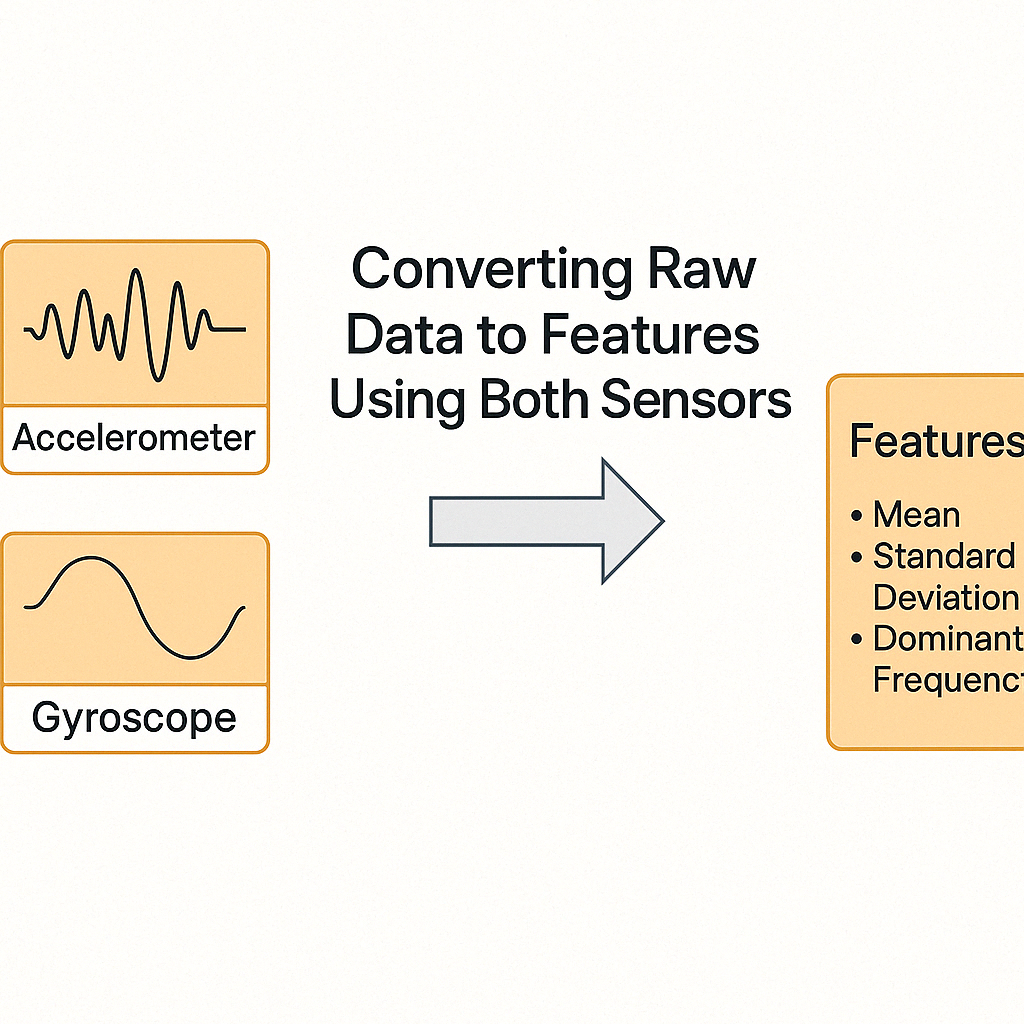 Converting Raw
Data to Features
Using Both Sensors
Accelerometer
Gyroscope
Features
• Mean
• Standard
Deviation
• Dominant